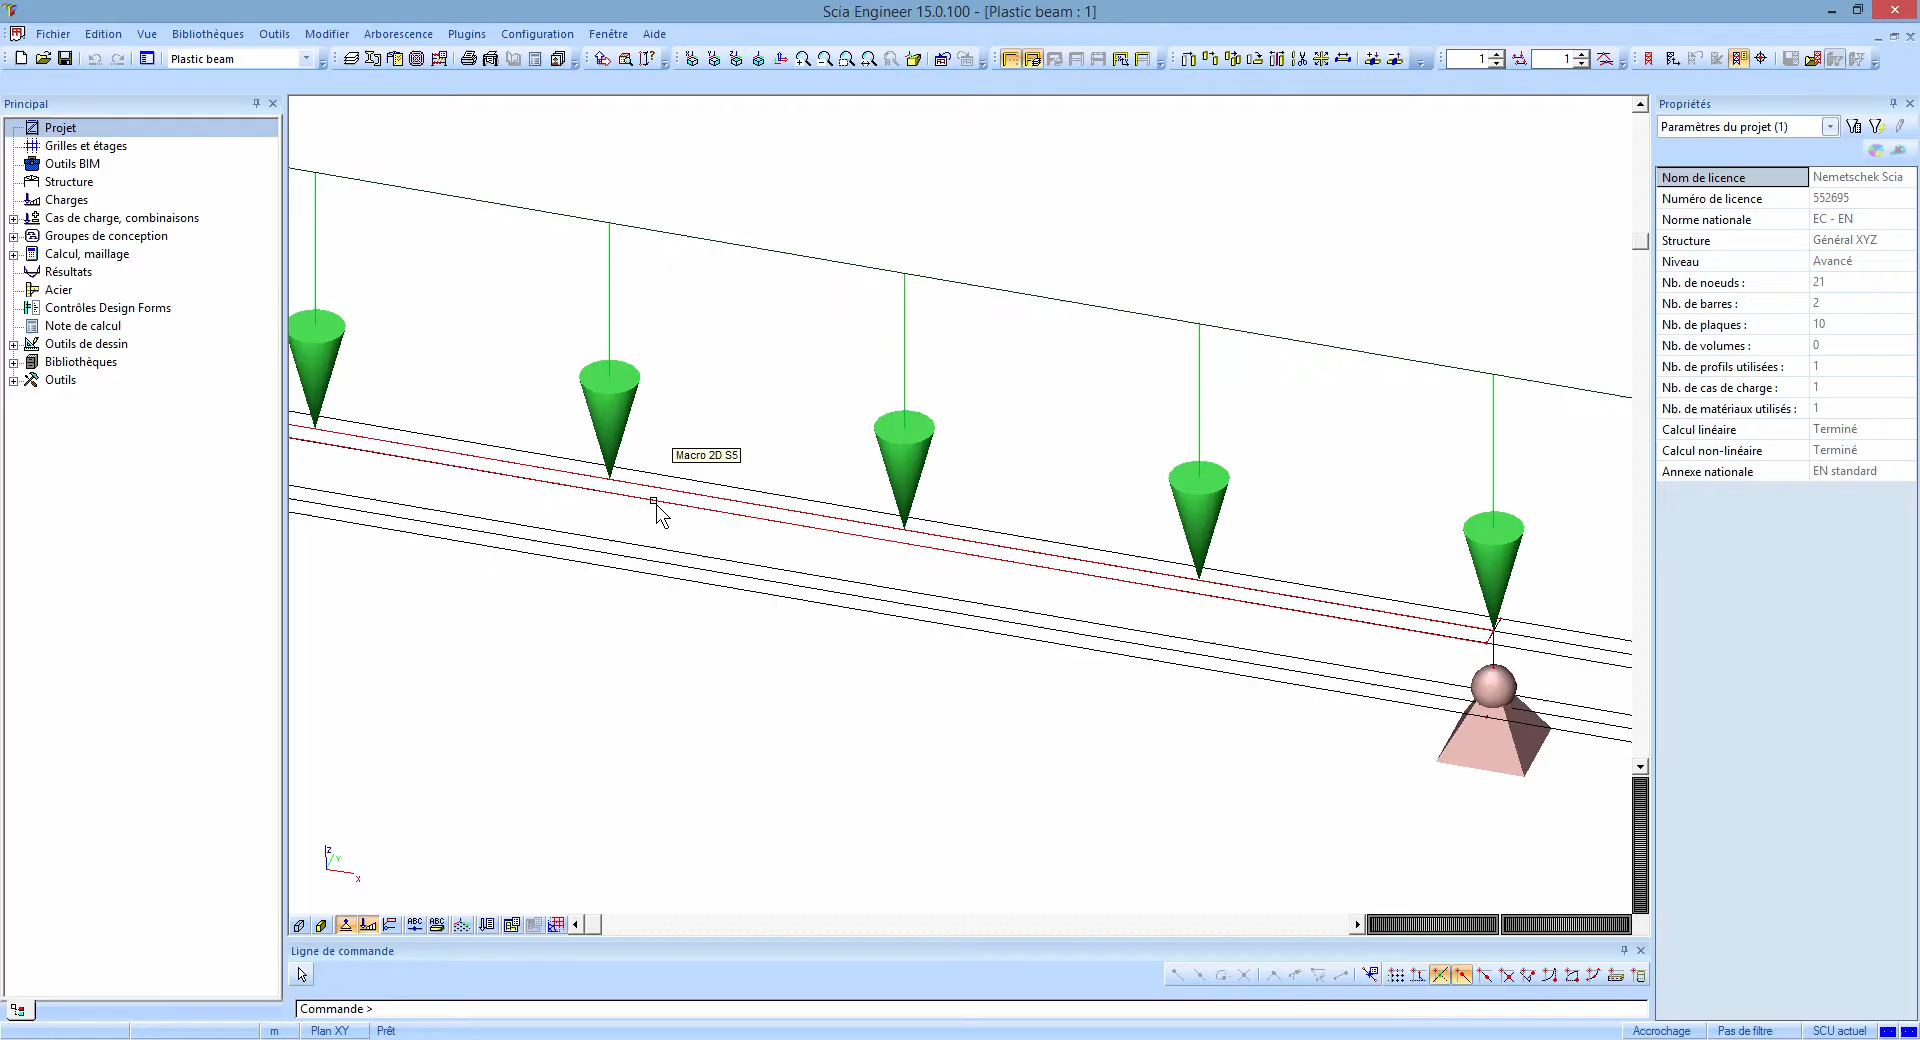 Scia Engineer 15.0.100 - [Plastic beam : 1]
Fichier Edition Vue Bibliothèques Outils Modifier Arborescence Plugins Configuration Fenêtre Aide
Plastic beam
1
1
Principal
Projet
Grilles et étages
Outils BIM
Structure
Charges
Cas de charge, combinaisons
Groupes de conception
Calcul, maillage
Résultats
Acier
Contrôles Design Forms
Note de calcul
Outils de dessin
Bibliothèques
Outils
Macro 2D S5
z
Y
x
ABC
ABC
Propriétés
Paramètres du projet (1)
Nom de licence Nemetschek Scia
Numéro de licence 552695
Norme nationale EC - EN
Structure Général XYZ
Niveau Avancé
Nb. de noeuds : 21
Nb. de barres : 2
Nb. de plaques : 10
Nb. de volumes : 0
Nb. de profils utilisées : 1
Nb. de cas de charge : 1
Nb. de matériaux utilisés : 1
Calcul linéaire Terminé
Calcul non-linéaire Terminé
Annexe nationale EN standard
Ligne de commande
Commande >
m Plan XY Prêt Accrochage Pas de filtre SCU actuel